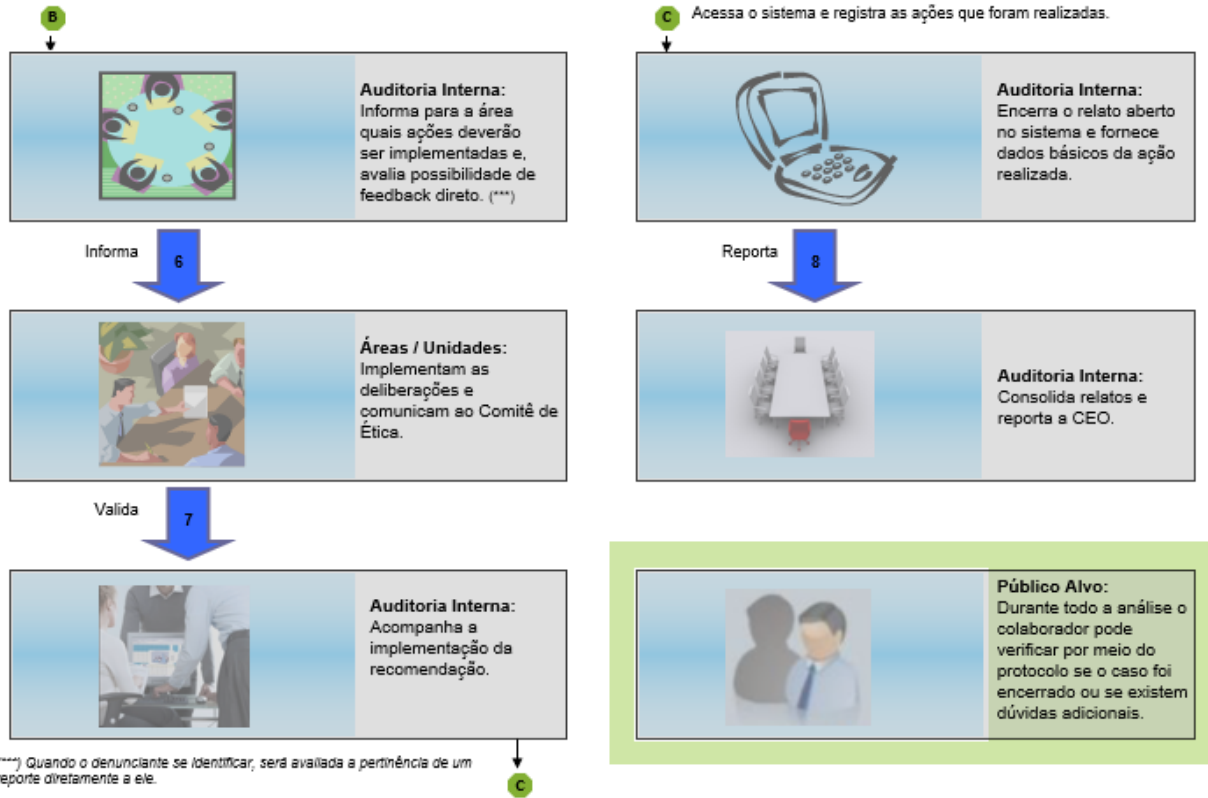 B
Auditoria Interna:
Informa para a área
quais ações deverão
ser implementadas e,
avalia possibilidade de
feedback direto. (***)
Informa
6
Áreas / Unidades:
Implementam as
deliberações e
comunicam ao Comitê de
Ética.
Valida
7
Auditoria Interna:
Acompanha a
implementação da
recomendação.
***) Quando o denunciante se identificar, será avaliada a pertinência de um
reporte diretamente a ele.
C
C
Acessa o sistema e registra as ações que foram realizadas.
Auditoria Interna:
Encerra o relato aberto
no sistema e fornece
dados básicos da ação
realizada.
Reporta
8
Auditoria Interna:
Consolida relatos e
reporta a CEO.
Público Alvo:
Durante todo a análise o
colaborador pode
verificar por meio do
protocolo se o caso foi
encerrado ou se existem
dúvidas adicionais.